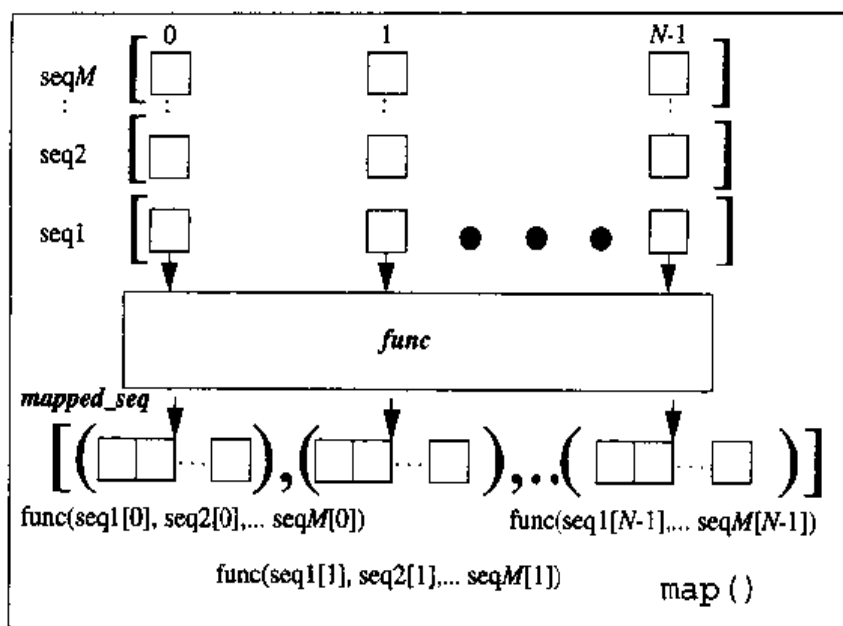 0 1 N-1
seqM
seq2
seq1
func
mapped_seq
[( ... ),( ... ),..( ... )]
func(seq1[0], seq2[0],... seqM[0]) func(seq1[N-1],... seqM[N-1])
func(seq1[1], seq2[1],... seqM[1])
map()